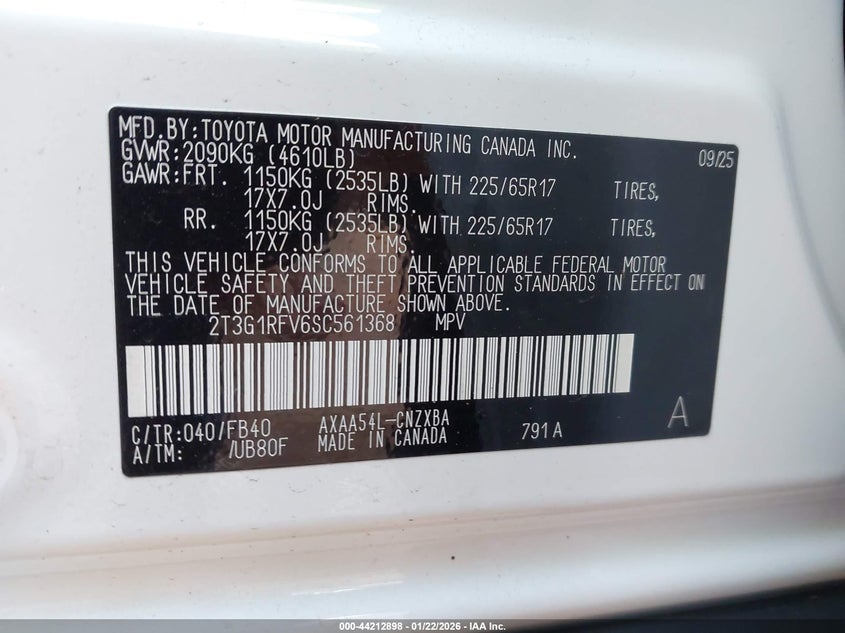 MFD.BY:TOYOTA MOTOR MANUFACTURING CANADA INC. 09/25
GVWR:2090KG (4610LB)
GAWR:FRT. 1150KG (2535LB) WITH 225/65R17 TIRES,
17X7.0J RIMS.
RR. 1150KG (2535LB) WITH 225/65R17 TIRES,
17X7.0J RIMS.
THIS VEHICLE CONFORMS TO ALL APPLICABLE FEDERAL MOTOR
VEHICLE SAFETY AND THEFT PREVENTION STANDARDS IN EFFECT ON
THE DATE OF MANUFACTURE SHOWN ABOVE.
2T3G1RFV6SC561368 MPV
C/TR:040/FB40 AXAA54L-CNZXBA A
A/TM: /UB80F MADE IN CANADA 791A
000-44212898 - 01/22/2026 - IAA Inc.